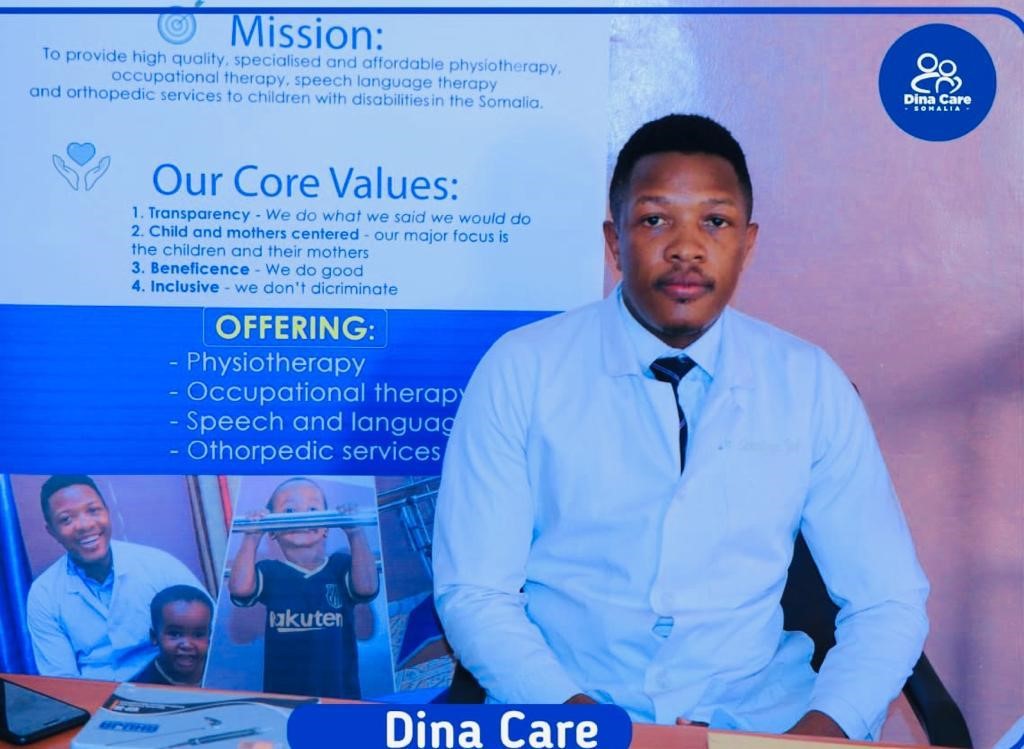 Mission:
To provide high quality, specialised and affordable physiotherapy,
occupational therapy, speech language therapy
and orthopedic services to children with disabilities in the Somalia.
Our Core Values:
1. Transparency - We do what we said we would do
2. Child and mothers centered - our major focus is
the children and their mothers
3. Beneficence - We do good
4. Inclusive - we don't dicriminate
OFFERING:
- Physiotherapy
- Occupational therapy
- Speech and languag
- Othorpedic services
Rakuten
Dina Care
- SOMALIA -
Dina Care